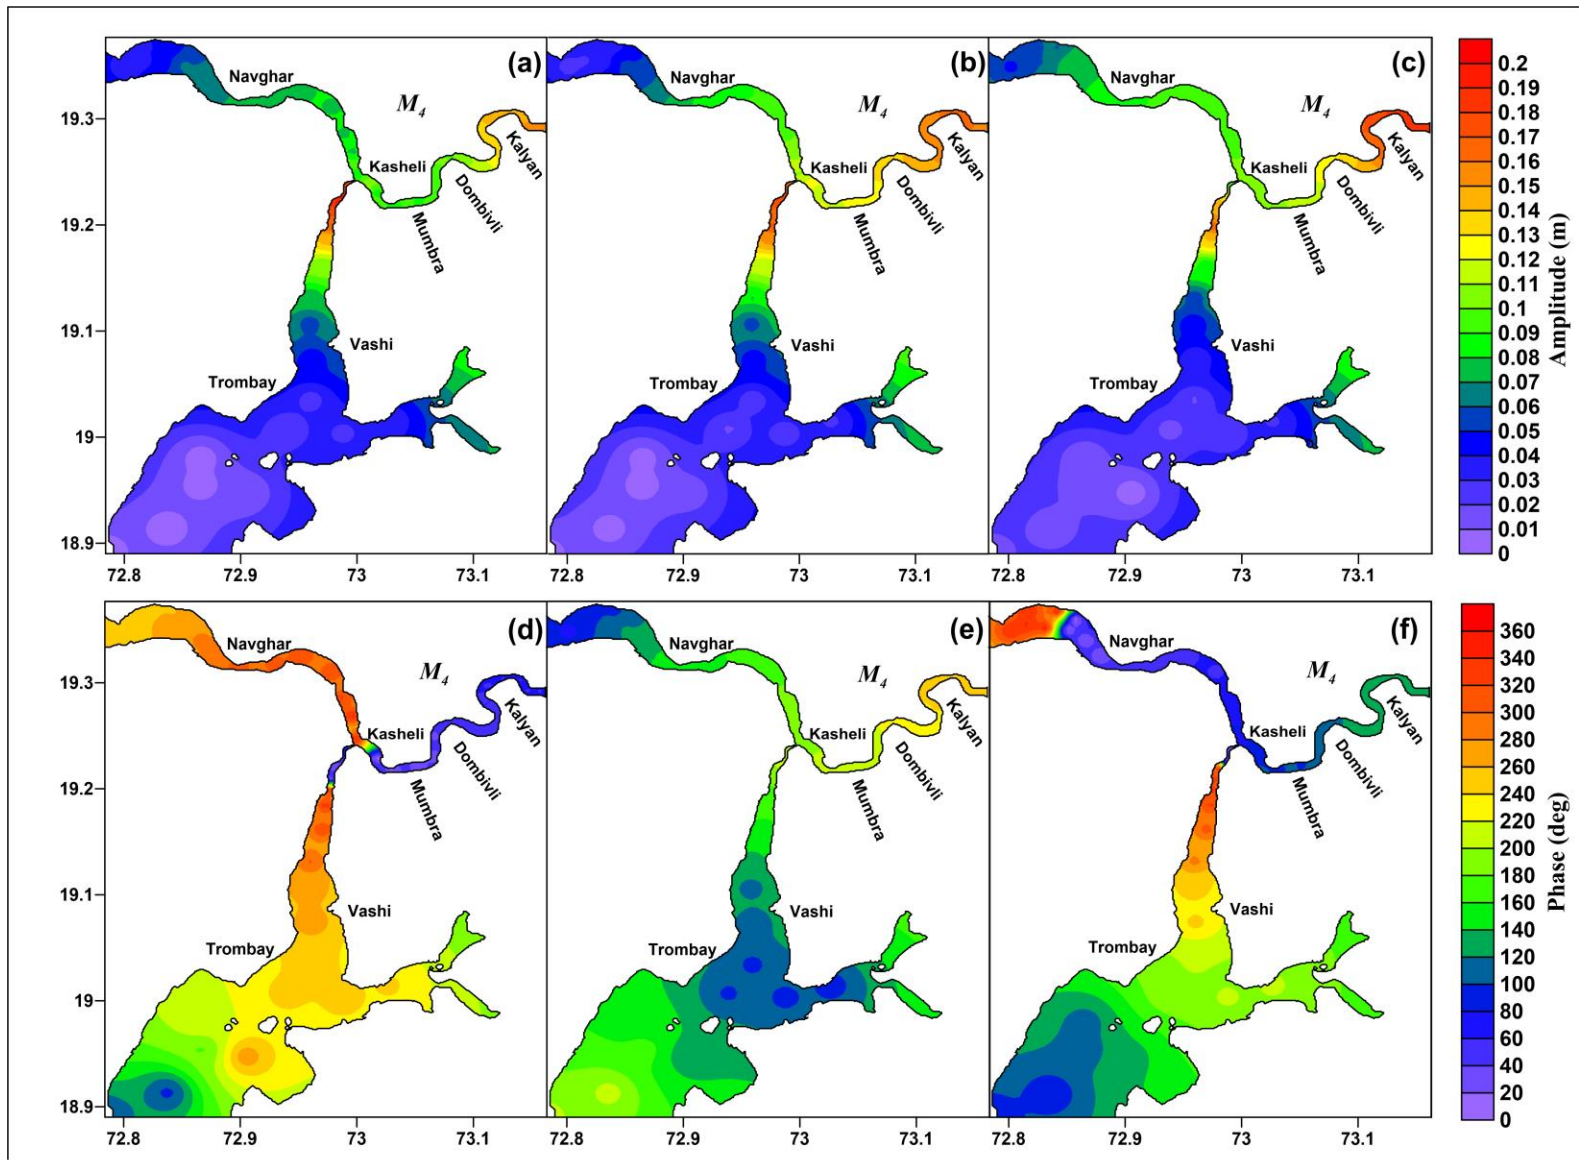 (a)
Navghar
M4
Kasheli
Kalyan
Dombivli
Mumbra
Vashi
Trombay
19.3
19.2
19.1
19
18.9
72.8
72.9
73
73.1
(b)
Navghar
M4
Kasheli
Kalyan
Dombivli
Mumbra
Vashi
Trombay
72.8
72.9
73
73.1
(c)
Navghar
M4
Kasheli
Kalyan
Dombivli
Mumbra
Vashi
Trombay
72.8
72.9
73
73.1
0.2
0.19
0.18
0.17
0.16
0.15
0.14
0.13
0.12
0.11
0.1
0.09
0.08
0.07
0.06
0.05
0.04
0.03
0.02
0.01
0
Amplitude (m)
(d)
Navghar
M4
Kasheli
Kalyan
Dombivli
Mumbra
Vashi
Trombay
19.3
19.2
19.1
19
18.9
72.8
72.9
73
73.1
(e)
Navghar
M4
Kasheli
Kalyan
Dombivli
Mumbra
Vashi
Trombay
72.8
72.9
73
73.1
(f)
Navghar
M4
Kasheli
Kalyan
Dombivli
Mumbra
Vashi
Trombay
72.8
72.9
73
73.1
360
340
320
300
280
260
240
220
200
180
160
140
120
100
80
60
40
20
0
Phase (deg)